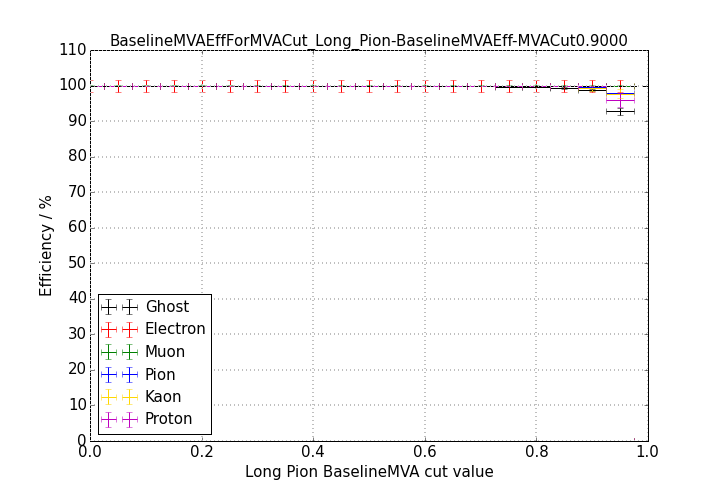 BaselineMVAEffForMVACut_Long_Pion-BaselineMVAEff-MVACut0.9000
110
100
90
80
70
60
50
40
30
20
10
0
Efficiency / %
Ghost
Electron
Muon
Pion
Kaon
Proton
0.0 0.2 0.4 0.6 0.8 1.0
Long Pion BaselineMVA cut value